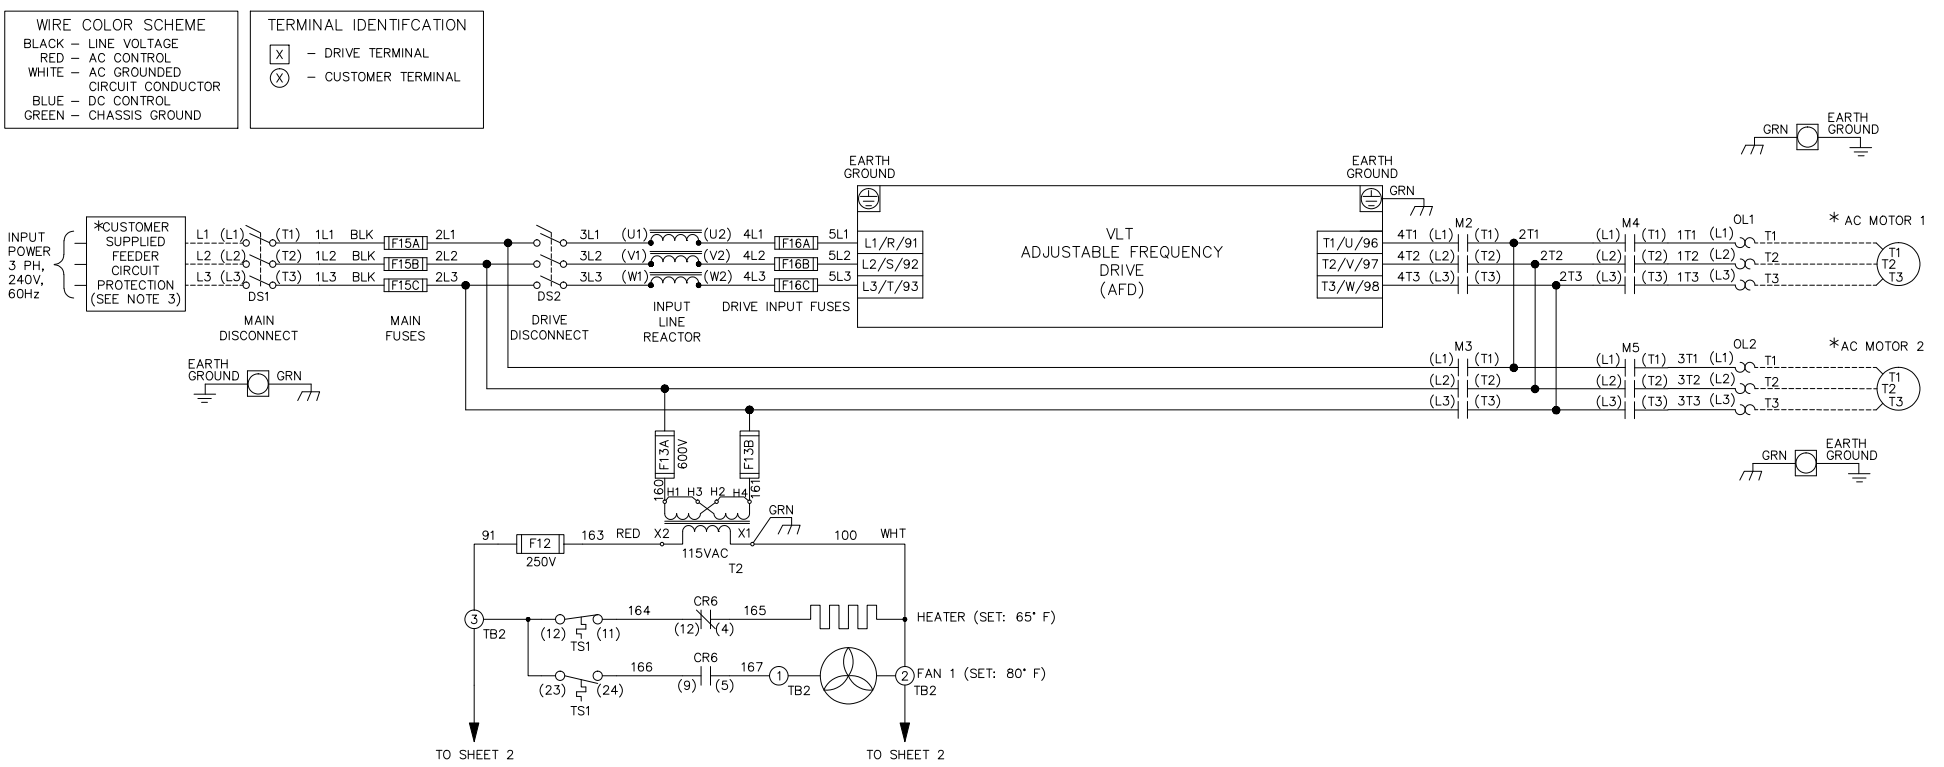 WIRE COLOR SCHEME
BLACK – LINE VOLTAGE
RED – AC CONTROL
WHITE – AC GROUNDED
CIRCUIT CONDUCTOR
BLUE – DC CONTROL
GREEN – CHASSIS GROUND
TERMINAL IDENTIFCATION
X – DRIVE TERMINAL
X – CUSTOMER TERMINAL
INPUT
POWER
3 PH,
240V,
60Hz
*CUSTOMER
SUPPLIED
FEEDER
CIRCUIT
PROTECTION
(SEE NOTE 3)
L1 (L1) (T1) 1L1 BLK F15A 2L1
L2 (L2) (T2) 1L2 BLK F15B 2L2
L3 (L3) (T3) 1L3 BLK F15C 2L3
DS1
MAIN
DISCONNECT
MAIN
FUSES
3L1 (U1) (U2) 4L1 F16A 5L1
3L2 (V1) (V2) 4L2 F16B 5L2
3L3 (W1) (W2) 4L3 F16C 5L3
DS2
DRIVE
DISCONNECT
INPUT
LINE
REACTOR
DRIVE INPUT FUSES
EARTH
GROUND
L1/R/91
L2/S/92
L3/T/93
VLT
ADJUSTABLE FREQUENCY
DRIVE
(AFD)
EARTH
GROUND
GRN
T1/U/96
T2/V/97
T3/W/98
M2
4T1 (L1) (T1) 2T1
4T2 (L2) (T2) 2T2
4T3 (L3) (T3) 2T3
M4
OL1
(L1) (T1) 1T1 (L1) T1
(L2) (T2) 1T2 (L2) T2
(L3) (T3) 1T3 (L3) T3
* AC MOTOR 1
T1
T2
T3
GRN
EARTH
GROUND
M3
(L1) (T1)
(L2) (T2)
(L3) (T3)
M5
OL2
(L1) (T1) 3T1 (L1) T1
(L2) (T2) 3T2 (L2) T2
(L3) (T3) 3T3 (L3) T3
* AC MOTOR 2
T1
T2
T3
GRN
EARTH
GROUND
EARTH
GROUND
GRN
F13A
600V
F13B
160
161
H1 H3 H2 H4
GRN
91 F12 163 RED X2 X1 100 WHT
250V
115VAC
T2
3
TB2
164 CR6 165
(12) (11) (12) (4)
TS1
HEATER (SET: 65° F)
166 CR6 167
(23) (24) (9) (5)
TS1
1
TB2
2
TB2
FAN 1 (SET: 80° F)
TO SHEET 2
TO SHEET 2